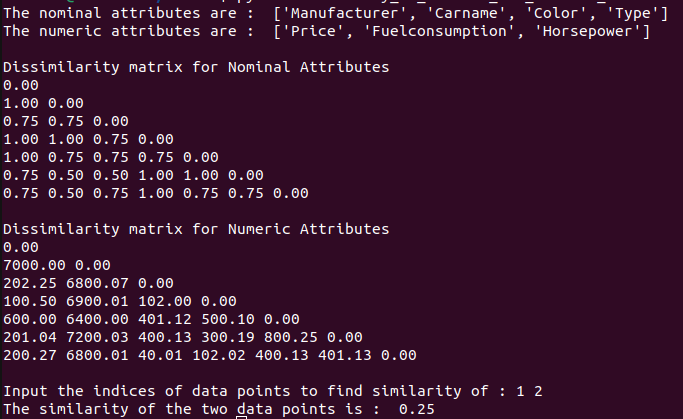 The nominal attributes are :  ['Manufacturer', 'Carname', 'Color', 'Type']
The numeric attributes are :  ['Price', 'Fuelconsumption', 'Horsepower']
Dissimilarity matrix for Nominal Attributes
0.00
1.00 0.00
0.75 0.75 0.00
1.00 1.00 0.75 0.00
1.00 0.75 0.75 0.75 0.00
0.75 0.50 0.50 1.00 1.00 0.00
0.75 0.50 0.75 1.00 0.75 0.75 0.00
Dissimilarity matrix for Numeric Attributes
0.00
7000.00 0.00
202.25 6800.07 0.00
100.50 6900.01 102.00 0.00
600.00 6400.00 401.12 500.10 0.00
201.04 7200.03 400.13 300.19 800.25 0.00
200.27 6800.01 40.01 102.02 400.13 401.13 0.00
Input the indices of data points to find similarity of : 1 2
The similarity of the two data points is :  0.25